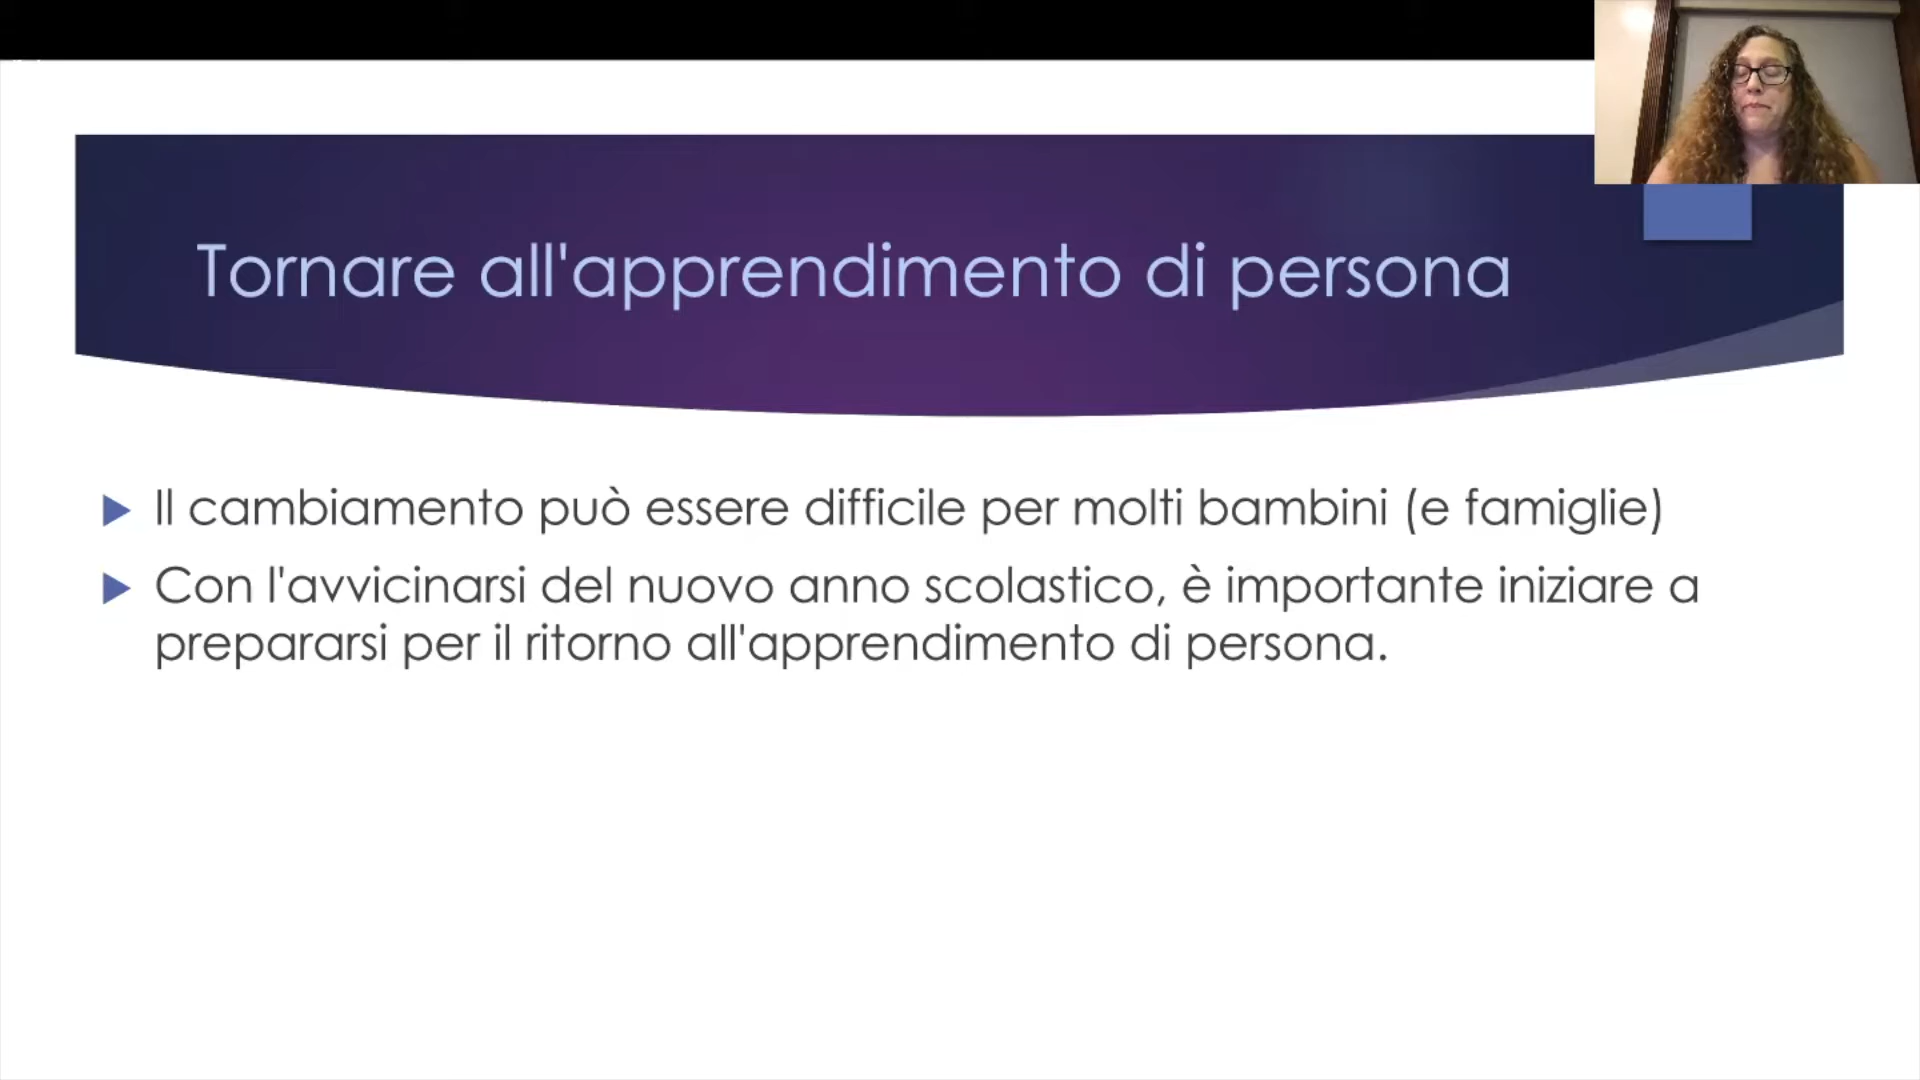 Tornare all'apprendimento di persona
Il cambiamento può essere difficile per molti bambini (e famiglie)
Con l'avvicinarsi del nuovo anno scolastico, è importante iniziare a
prepararsi per il ritorno all'apprendimento di persona.